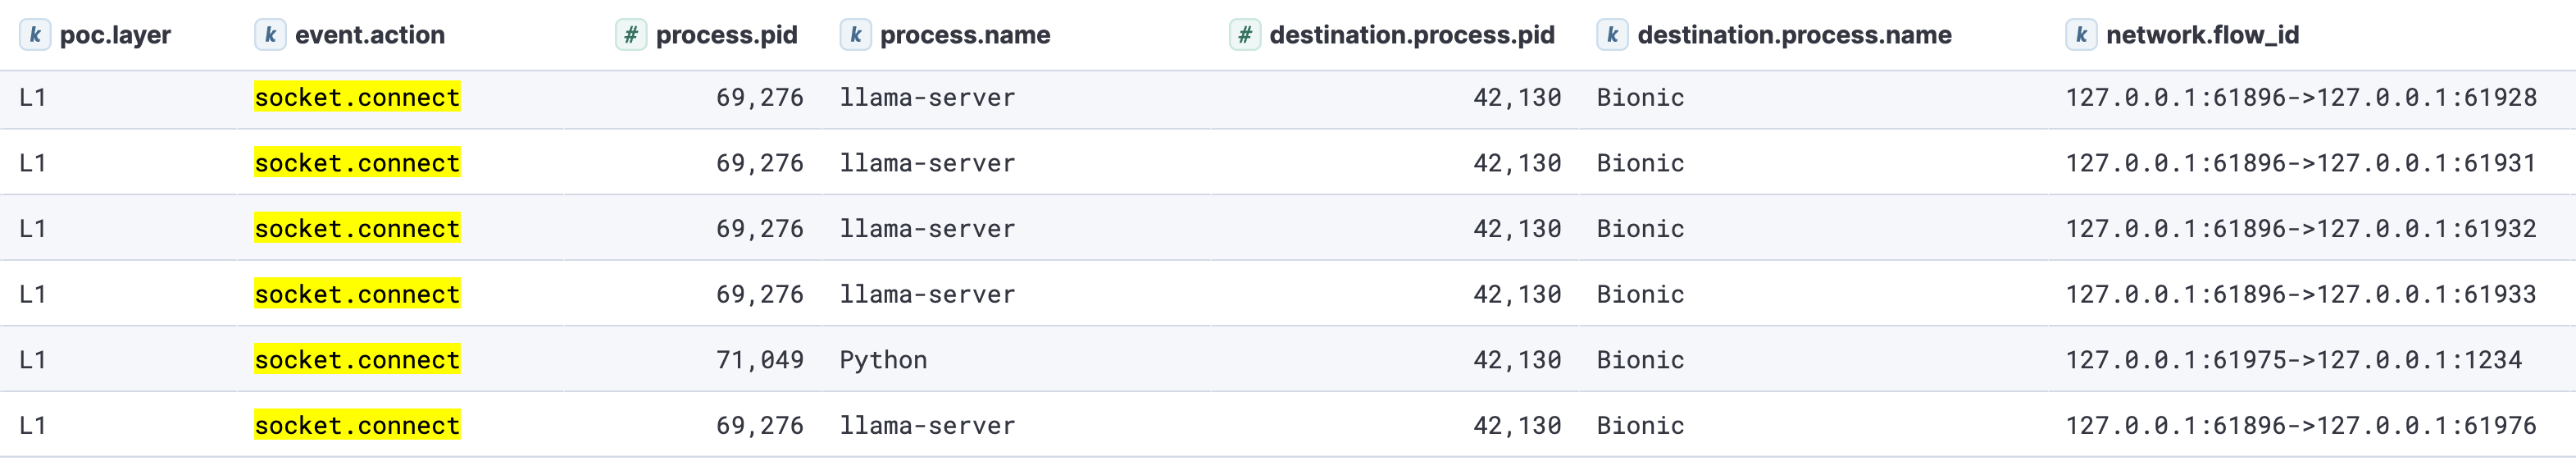 k poc.layer k event.action # process.pid k process.name # destination.process.pid k destination.process.name k network.flow_id
L1 socket.connect 69,276 llama-server 42,130 Bionic 127.0.0.1:61896->127.0.0.1:61928
L1 socket.connect 69,276 llama-server 42,130 Bionic 127.0.0.1:61896->127.0.0.1:61931
L1 socket.connect 69,276 llama-server 42,130 Bionic 127.0.0.1:61896->127.0.0.1:61932
L1 socket.connect 69,276 llama-server 42,130 Bionic 127.0.0.1:61896->127.0.0.1:61933
L1 socket.connect 71,049 Python 42,130 Bionic 127.0.0.1:61975->127.0.0.1:1234
L1 socket.connect 69,276 llama-server 42,130 Bionic 127.0.0.1:61896->127.0.0.1:61976